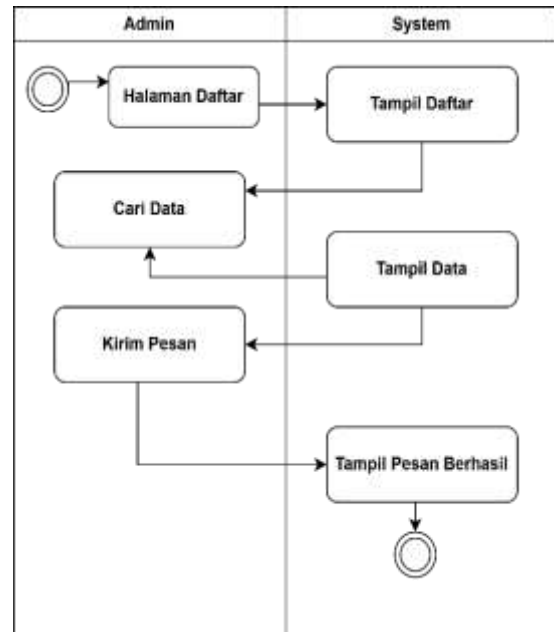 Admin
System
Halaman Daftar
Tampil Daftar
Cari Data
Tampil Data
Kirim Pesan
Tampil Pesan Berhasil